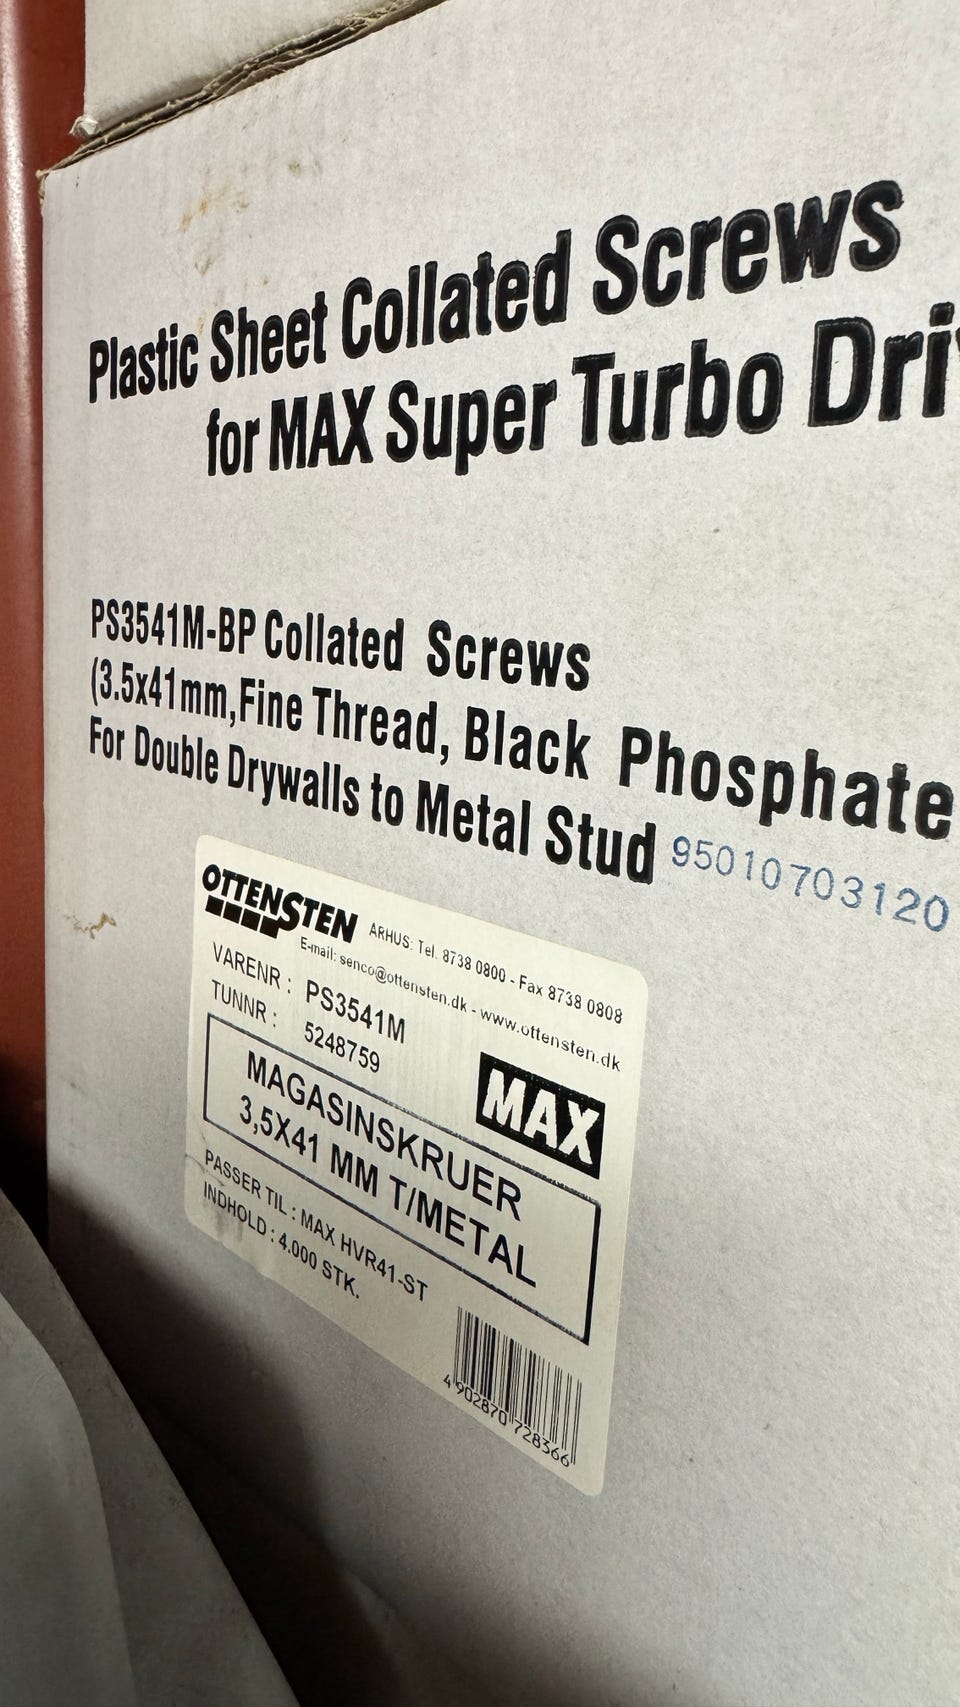 Plastic Sheet Collated Screws
for MAX Super Turbo
PS3541M-BP Collated Screws
(3.5x41mm,Fine Thread, Black Phosphate
For Double Drywalls to Metal Stud
95010703120
OTTENSTEN
ARHUS: Tel. 8738 0800 - Fax 8738 0808
E-mail: senco@ottensten.dk - www.ottensten.dk
VARENR : PS3541M
TUNNR : 5248759
MAX
MAGASINSKRUER
3,5X41 MM T/METAL
PASSER TIL : MAX HVR41-ST
INDHOLD : 4.000 STK.
4 902870 728366